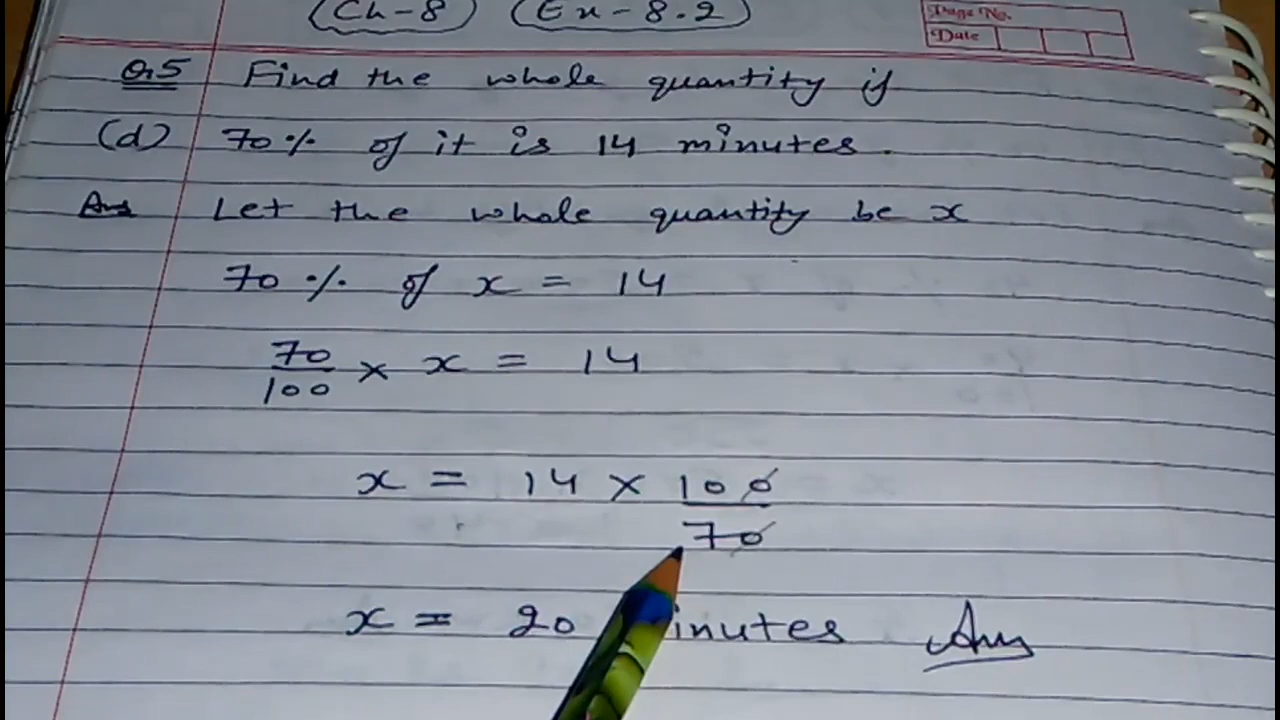 (Ch-8) (Ex-8.2)
Page No.
Date
Q.5 Find the whole quantity if
(d) 70% of it is 14 minutes.
Ans Let the whole quantity be x
70% of x = 14
70/100 × x = 14
x = 14 × 100/70
x = 20 minutes Ans